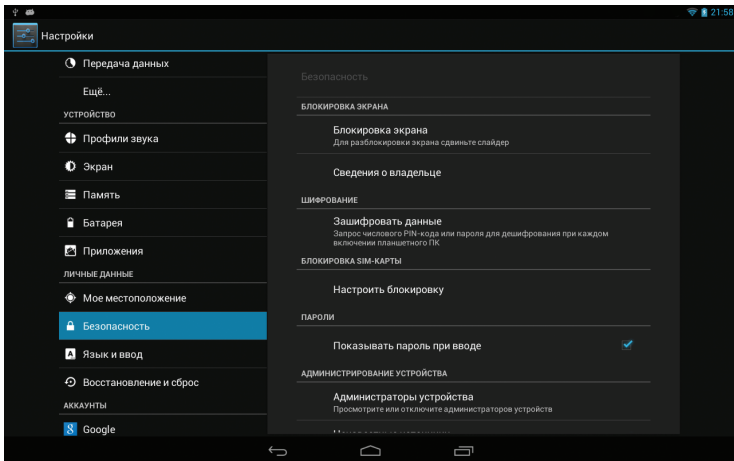 21:58
Настройки
Передача данных
Ещё...
УСТРОЙСТВО
Профили звука
Экран
Память
Батарея
Приложения
ЛИЧНЫЕ ДАННЫЕ
Мое местоположение
Безопасность
Язык и ввод
Восстановление и сброс
АККАУНТЫ
Google
Безопасность
БЛОКИРОВКА ЭКРАНА
Блокировка экрана
Для разблокировки экрана сдвиньте слайдер
Сведения о владельце
ШИФРОВАНИЕ
Зашифровать данные
Запрос числового PIN-кода или пароля для дешифрования при каждом
включении планшетного ПК
БЛОКИРОВКА SIM-КАРТЫ
Настроить блокировку
ПАРОЛИ
Показывать пароль при вводе
АДМИНИСТРИРОВАНИЕ УСТРОЙСТВА
Администраторы устройства
Просмотрите или отключите администраторов устройств